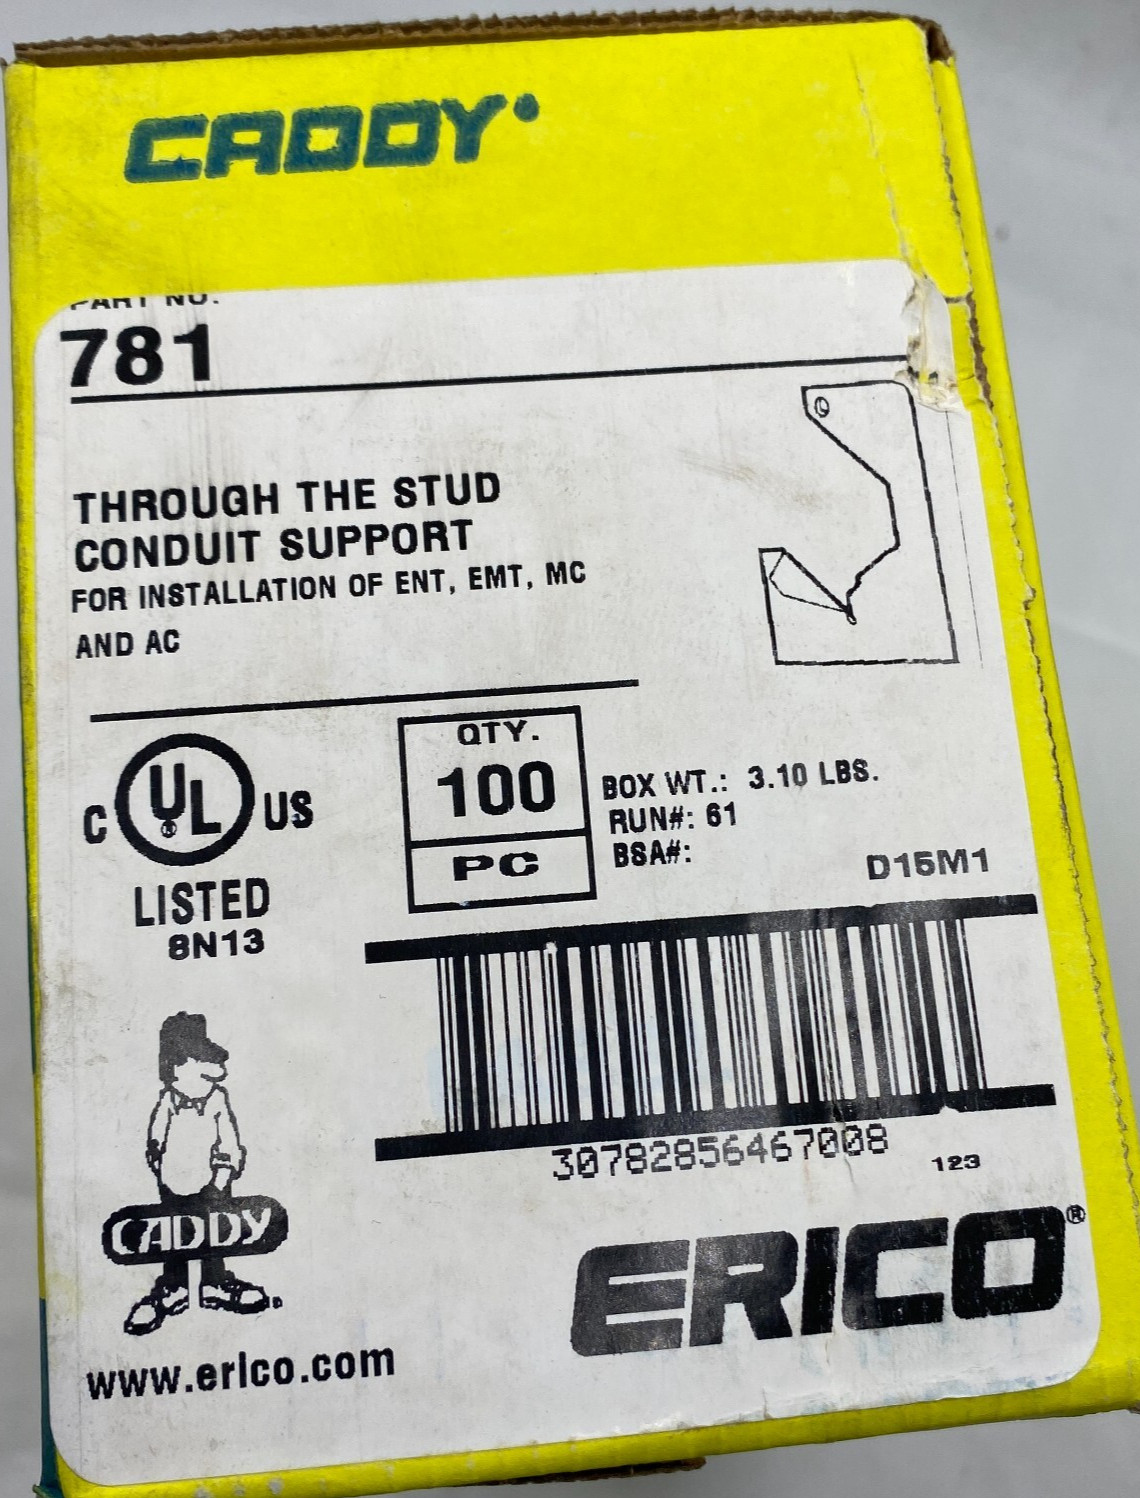 CADDY
PART NO.
781
THROUGH THE STUD
CONDUIT SUPPORT
FOR INSTALLATION OF ENT, EMT, MC
AND AC
C UL® US
LISTED
8N13
QTY.
100
PC
BOX WT.: 3.10 LBS.
RUN#: 61
BSA#:
D15M1
30782856467008
123
CADDY
ERICO®
www.erico.com